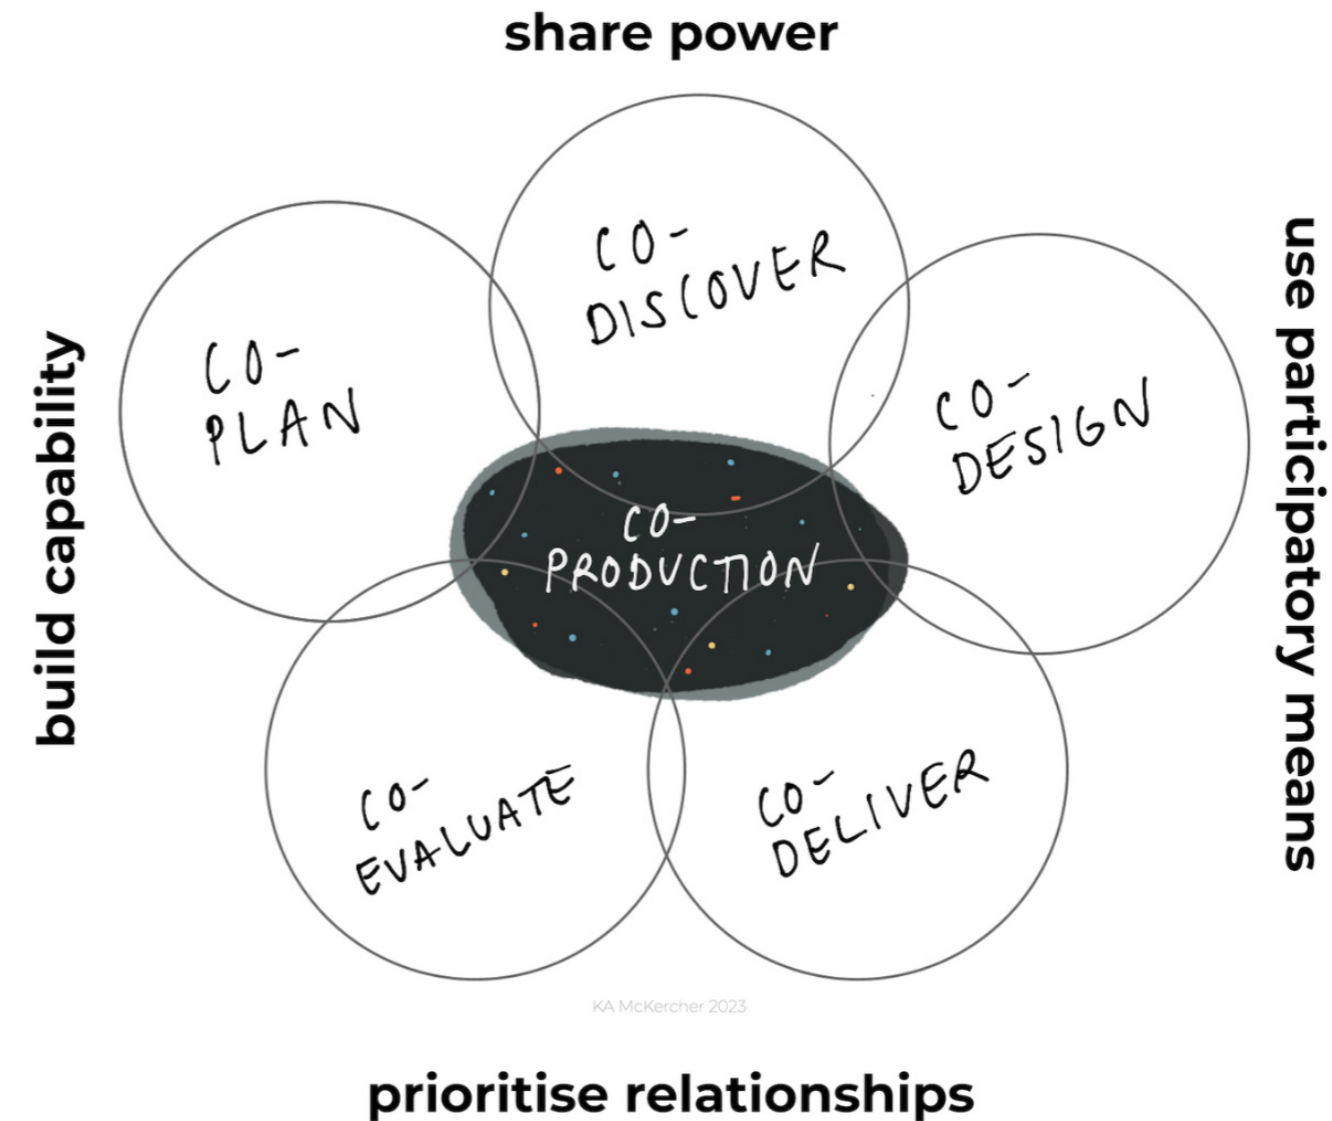 share power
CO-
DISCOVER
CO-
PLAN
CO-
DESIGN
build capability
use participatory means
CO-
PRODUCTION
CO-
EVALUATE
CO-
DELIVER
KA McKercher 2023
prioritise relationships